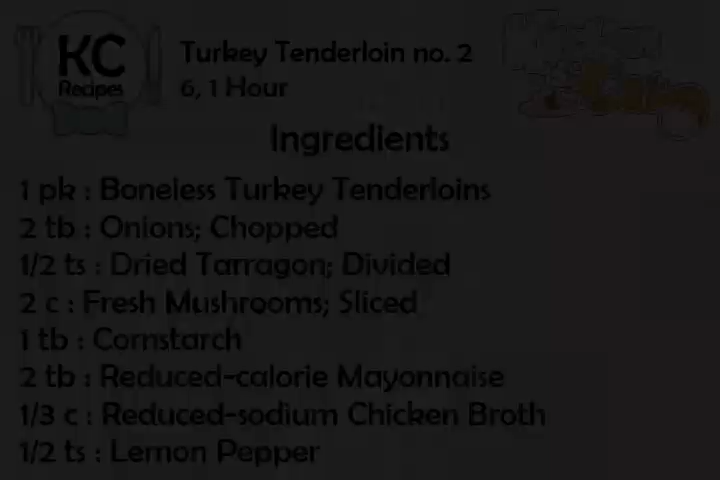 KC
Recipes
Turkey Tenderloin no. 2
6, 1 Hour
Ingredients
1 pk : Boneless Turkey Tenderloins
2 tb : Onions; Chopped
1/2 ts : Dried Tarragon; Divided
2 c : Fresh Mushrooms; Sliced
1 tb : Cornstarch
2 tb : Reduced-calorie Mayonnaise
1/3 c : Reduced-sodium Chicken Broth
1/2 ts : Lemon Pepper